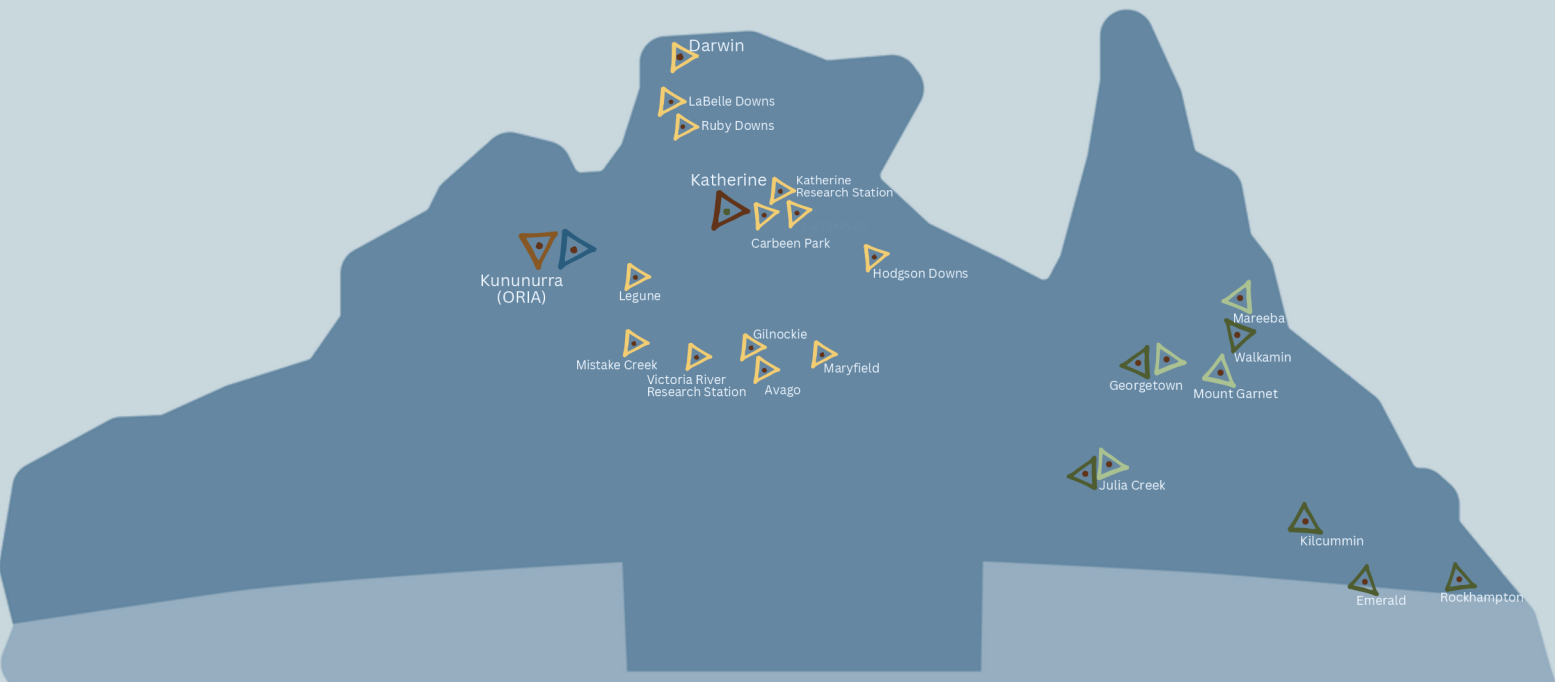 Darwin
LaBelle Downs
Ruby Downs
Katherine
Katherine
Research Station
Carbeen Park
Hodgson Downs
Kununurra
(ORIA)
Legune
Mareeba
Gilnockie
Walkamin
Mistake Creek
Maryfield
Victoria River
Research Station
Avago
Georgetown
Mount Garnet
Julia Creek
Kilcummin
Emerald
Rockhampton